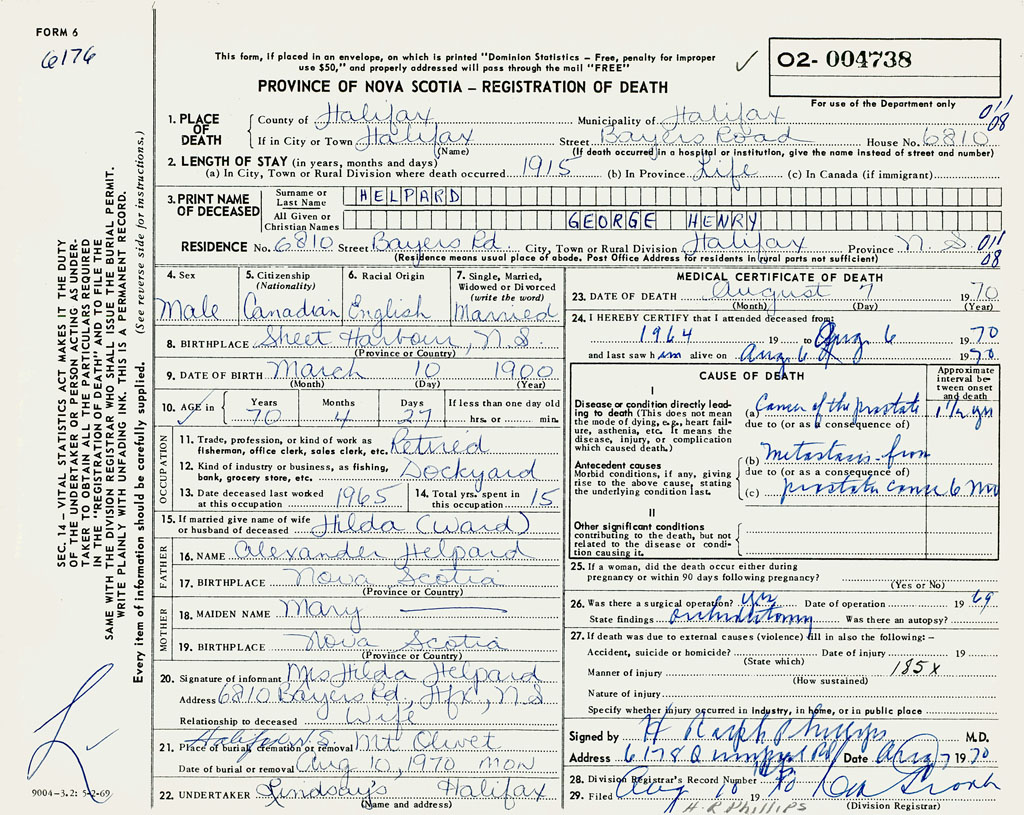 FORM 6
6176
This form, if placed in an envelope, on which is printed "Dominion Statistics – Free, penalty for improper
use $50," and properly addressed will pass through the mail "FREE"
✓ 02- 004738
PROVINCE OF NOVA SCOTIA – REGISTRATION OF DEATH
For use of the Department only
1. PLACE OF DEATH County of Halifax Municipality of Halifax 011 08
If in City or Town Halifax Street Bayers Road House No. 6810
(Name) (If death occurred in a hospital or institution, give the name instead of street and number)
2. LENGTH OF STAY (in years, months and days)
(a) In City, Town or Rural Division where death occurred 1915 (b) In Province Life (c) In Canada (if immigrant)
3. PRINT NAME OF DECEASED Surname or Last Name HELPARD
All Given or Christian Names GEORGE HENRY
RESIDENCE No. 6810 Street Bayers Rd City, Town or Rural Division Halifax Province N.S. 011 08
(Residence means usual place of abode. Post Office Address for residents in rural parts not sufficient)
4. Sex Male
5. Citizenship (Nationality) Canadian
6. Racial Origin English
7. Single, Married, Widowed or Divorced (write the word) Married
8. BIRTHPLACE Sheet Harbour, N.S.
(Province or Country)
9. DATE OF BIRTH March 10 1900
(Month) (Day) (Year)
10. AGE in Years 70 Months 4 Days 27 If less than one day old hrs. or min.
OCCUPATION
11. Trade, profession, or kind of work as fisherman, office clerk, sales clerk, etc. Retired
12. Kind of industry or business, as fishing, bank, grocery store, etc. Dockyard
13. Date deceased last worked at this occupation 1965
14. Total yrs. spent in this occupation 15
15. If married give name of wife or husband of deceased Hilda (Ward)
FATHER
16. NAME Alexander Helpard
17. BIRTHPLACE Nova Scotia
(Province or Country)
MOTHER
18. MAIDEN NAME Mary
19. BIRTHPLACE Nova Scotia
(Province or Country)
20. Signature of informant Mrs Hilda Helpard
Address 6810 Bayers Rd, Hfx, N.S
Relationship to deceased Wife
21. Place of burial, cremation or removal Halifax N.S. Mt Olivet
Date of burial or removal Aug 10, 1970 MON
22. UNDERTAKER Lindsay's Halifax
(Name and address)
MEDICAL CERTIFICATE OF DEATH
23. DATE OF DEATH August 7 1970
(Month) (Day) (Year)
24. I HEREBY CERTIFY that I attended deceased from:
1964 19 to Aug 6 1970
and last saw him alive on Aug 6 1970
CAUSE OF DEATH
Approximate interval between onset and death
I
Disease or condition directly leading to death (This does not mean the mode of dying, e.g., heart failure, asthenia, etc. It means the disease, injury, or complication which caused death.)
(a) Cancer of the prostate 1 1/2 yrs
due to (or as a consequence of)
Antecedent causes
Morbid conditions, if any, giving rise to the above cause, stating the underlying condition last.
(b) Metastasis from
due to (or as a consequence of)
(c) prostate cancer 6 Mo
II
Other significant conditions contributing to the death, but not related to the disease or condition causing it.
25. If a woman, did the death occur either during pregnancy or within 90 days following pregnancy?
(Yes or No)
26. Was there a surgical operation? yes Date of operation 1969
State findings Was there an autopsy?
27. If death was due to external causes (violence) fill in also the following: –
Accident, suicide or homicide? Date of injury 19
(State which)
Manner of injury 185X
(How sustained)
Nature of injury
Specify whether injury occurred in industry, in home, or in public place
Signed by H Ralph Phillips M.D.
Address 6178 Quinpool Rd Date Aug 7 1970
28. Division Registrar's Record Number
29. Filed Aug 10 1970
(Division Registrar)
H. R Phillips
SEC. 14 – VITAL STATISTICS ACT MAKES IT THE DUTY
OF THE UNDERTAKER OR PERSON ACTING AS UNDERTAKER
TO OBTAIN ALL THE PARTICULARS REQUIRED
IN THE "REGISTRATION OF DEATH" AND TO FILE THE
SAME WITH THE DIVISION REGISTRAR WHO SHALL ISSUE THE BURIAL PERMIT.
WRITE PLAINLY WITH UNFADING INK. THIS IS A PERMANENT RECORD.
Every item of information should be carefully supplied. (See reverse side for instructions.)
9004-3.2: 5-2-69